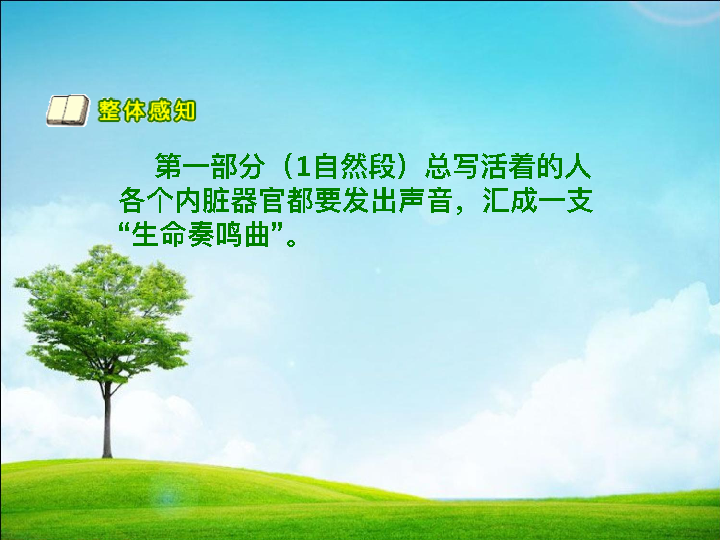 整体感知
第一部分（1自然段）总写活着的人
各个内脏器官都要发出声音，汇成一支
“生命奏鸣曲”。